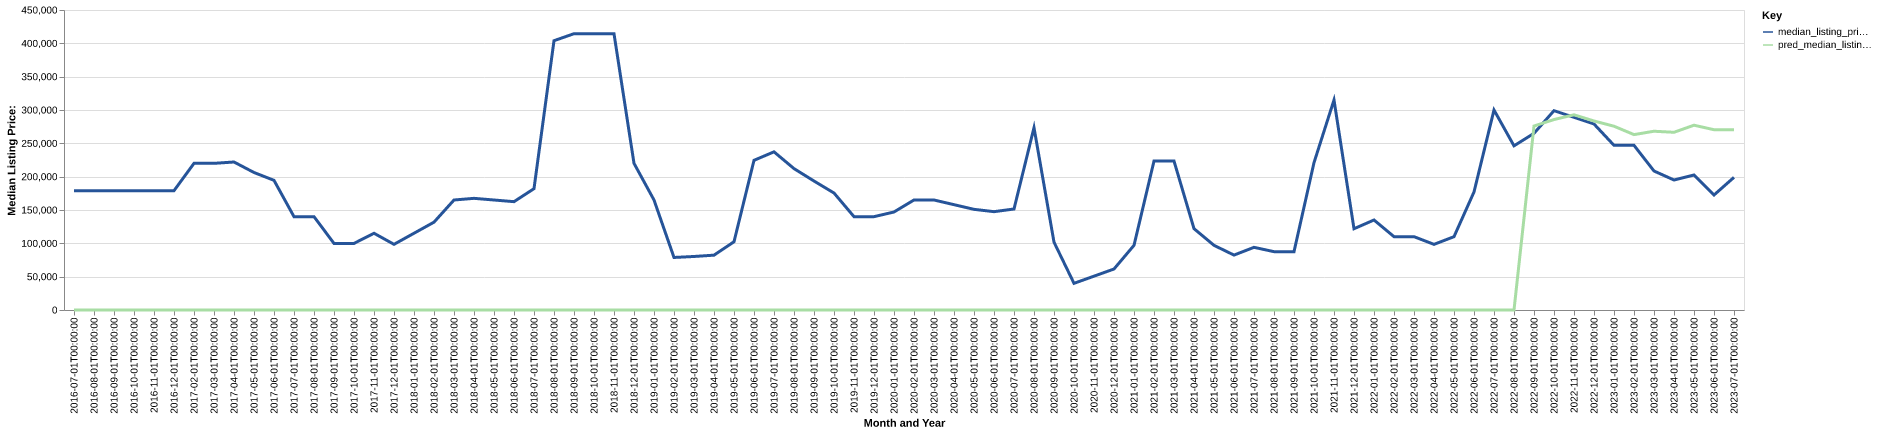 450,000
400,000
350,000
300,000
250,000
200,000
150,000
100,000
50,000
0
Median Listing Price:
2016-07-01T00:00:00
2016-08-01T00:00:00
2016-09-01T00:00:00
2016-10-01T00:00:00
2016-11-01T00:00:00
2016-12-01T00:00:00
2017-02-01T00:00:00
2017-03-01T00:00:00
2017-04-01T00:00:00
2017-05-01T00:00:00
2017-06-01T00:00:00
2017-07-01T00:00:00
2017-08-01T00:00:00
2017-09-01T00:00:00
2017-10-01T00:00:00
2017-11-01T00:00:00
2017-12-01T00:00:00
2018-01-01T00:00:00
2018-02-01T00:00:00
2018-03-01T00:00:00
2018-04-01T00:00:00
2018-05-01T00:00:00
2018-06-01T00:00:00
2018-07-01T00:00:00
2018-08-01T00:00:00
2018-09-01T00:00:00
2018-10-01T00:00:00
2018-11-01T00:00:00
2018-12-01T00:00:00
2019-01-01T00:00:00
2019-02-01T00:00:00
2019-03-01T00:00:00
2019-04-01T00:00:00
2019-05-01T00:00:00
2019-06-01T00:00:00
2019-07-01T00:00:00
2019-08-01T00:00:00
2019-09-01T00:00:00
2019-10-01T00:00:00
2019-11-01T00:00:00
2019-12-01T00:00:00
2020-01-01T00:00:00
2020-02-01T00:00:00
2020-03-01T00:00:00
2020-04-01T00:00:00
2020-05-01T00:00:00
2020-06-01T00:00:00
2020-07-01T00:00:00
2020-08-01T00:00:00
2020-09-01T00:00:00
2020-10-01T00:00:00
2020-11-01T00:00:00
2020-12-01T00:00:00
2021-01-01T00:00:00
2021-02-01T00:00:00
2021-03-01T00:00:00
2021-04-01T00:00:00
2021-05-01T00:00:00
2021-06-01T00:00:00
2021-07-01T00:00:00
2021-08-01T00:00:00
2021-09-01T00:00:00
2021-10-01T00:00:00
2021-11-01T00:00:00
2021-12-01T00:00:00
2022-01-01T00:00:00
2022-02-01T00:00:00
2022-03-01T00:00:00
2022-04-01T00:00:00
2022-05-01T00:00:00
2022-06-01T00:00:00
2022-07-01T00:00:00
2022-08-01T00:00:00
2022-09-01T00:00:00
2022-10-01T00:00:00
2022-11-01T00:00:00
2022-12-01T00:00:00
2023-01-01T00:00:00
2023-02-01T00:00:00
2023-03-01T00:00:00
2023-04-01T00:00:00
2023-05-01T00:00:00
2023-06-01T00:00:00
2023-07-01T00:00:00
Month and Year
Key
median_listing_pri…
pred_median_listin…